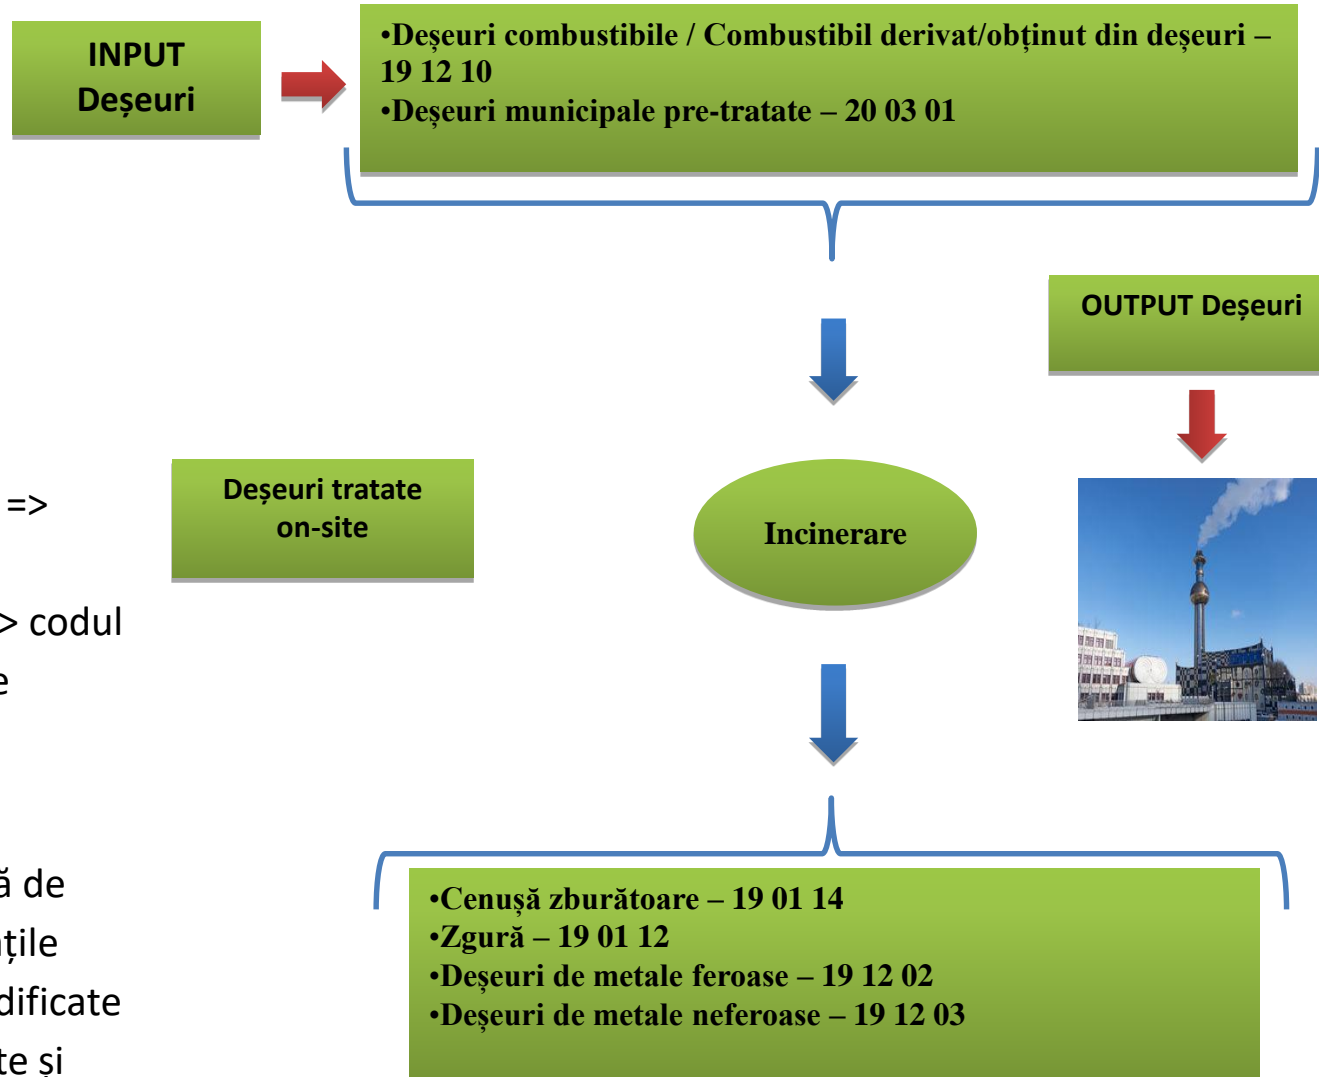 INPUT
Deșeuri
•Deșeuri combustibile / Combustibil derivat/obținut din deșeuri –
19 12 10
•Deșeuri municipale pre-tratate – 20 03 01
OUTPUT Deșeuri
=>
Deșeuri tratate
on-site
Incinerare
> codul
e
ă de
țile
dificate
te și
•Cenușă zburătoare – 19 01 14
•Zgură – 19 01 12
•Deșeuri de metale feroase – 19 12 02
•Deșeuri de metale neferoase – 19 12 03